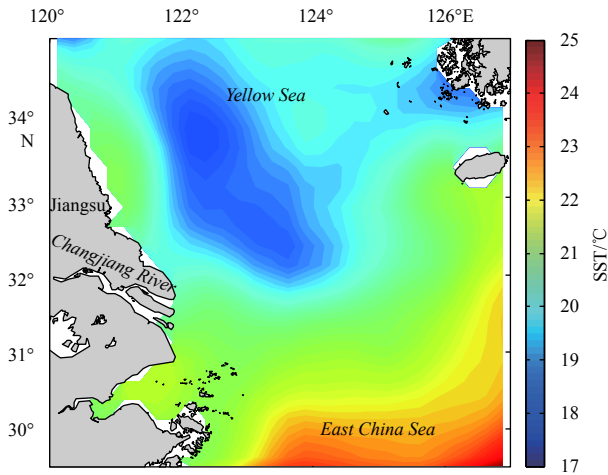 120° 122° 124° 126°E
25
24
23
22
21
20
19
18
17
SST/℃
34°
N
33°
32°
31°
30°
Yellow Sea
Jiangsu
Changjiang River
East China Sea